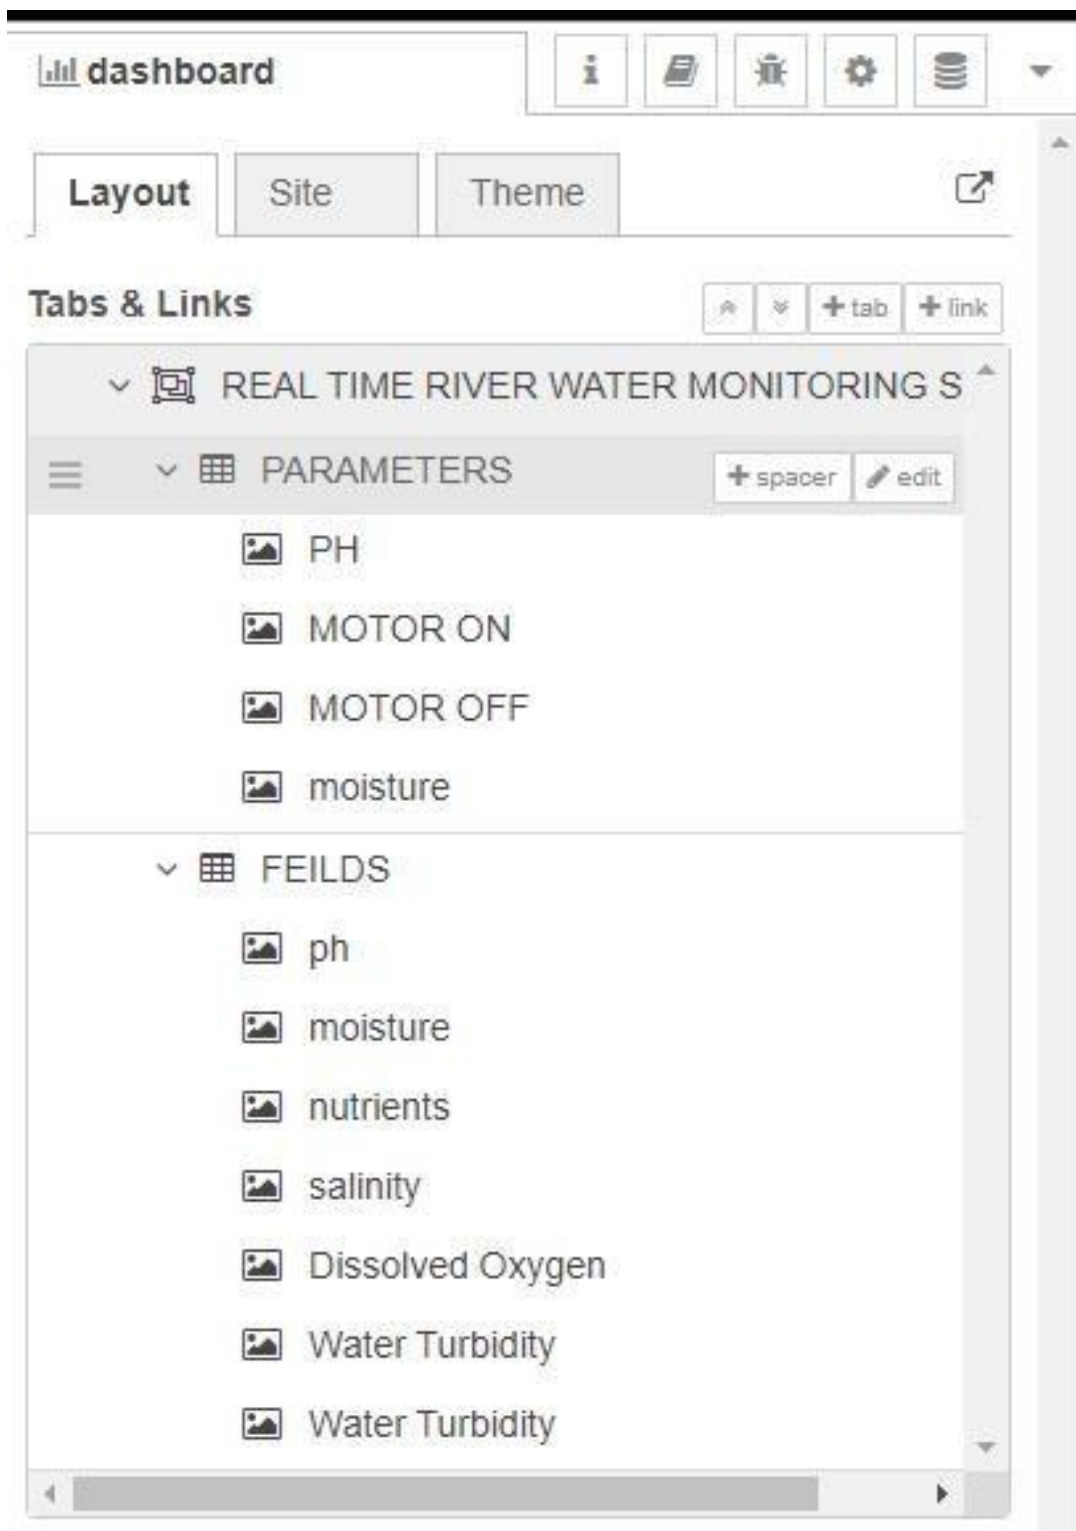 dashboard
Layout Site Theme
Tabs & Links + tab + link
REAL TIME RIVER WATER MONITORING S
PARAMETERS + spacer edit
PH
MOTOR ON
MOTOR OFF
moisture
FEILDS
ph
moisture
nutrients
salinity
Dissolved Oxygen
Water Turbidity
Water Turbidity